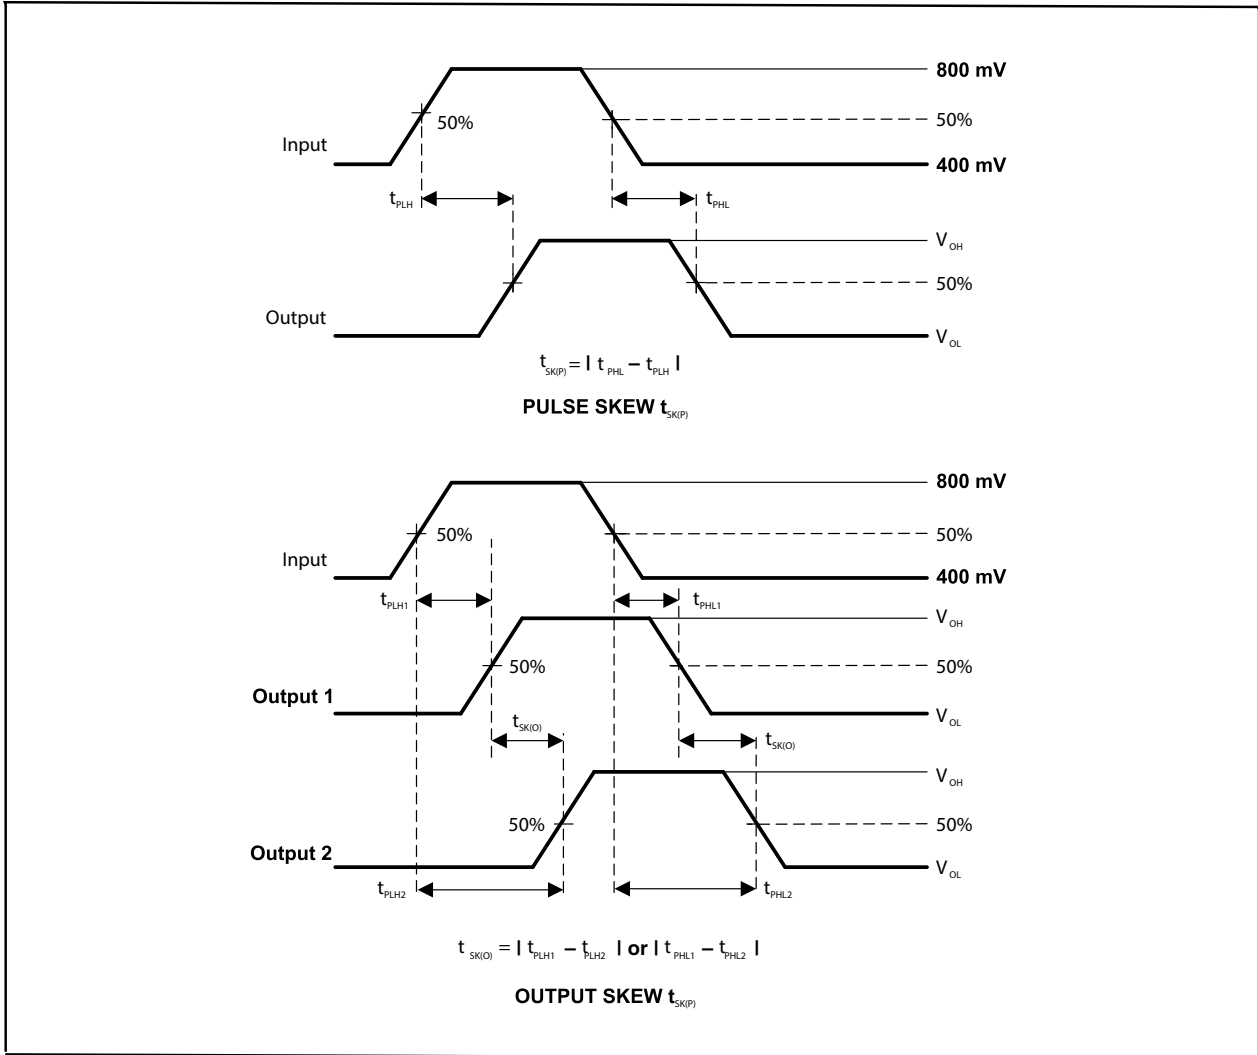 800 mV
50%
50%
Input
400 mV
tPLH
tPHL
VOH
50%
Output
VOL
tSK(P) = | tPHL – tPLH |
PULSE SKEW tSK(P)
800 mV
50%
50%
Input
400 mV
tPLH1
tPHL1
VOH
50%
50%
Output 1
VOL
tSK(O)
tSK(O)
VOH
50%
50%
Output 2
VOL
tPLH2
tPHL2
tSK(O) = | tPLH1 – tPLH2 | or | tPHL1 – tPHL2 |
OUTPUT SKEW tSK(P)